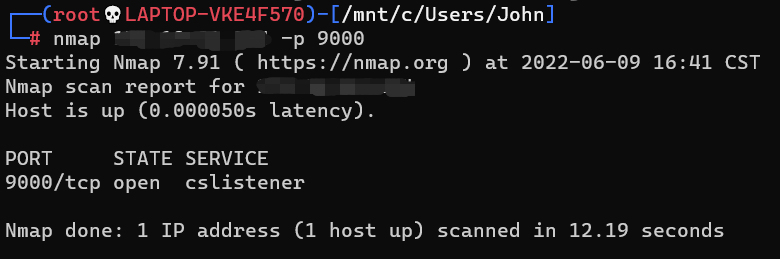 (root💀LAPTOP-VKE4F570)-[/mnt/c/Users/John]
# nmap -p 9000
Starting Nmap 7.91 ( https://nmap.org ) at 2022-06-09 16:41 CST
Nmap scan report for
Host is up (0.000050s latency).
PORT     STATE SERVICE
9000/tcp open  cslistener
Nmap done: 1 IP address (1 host up) scanned in 12.19 seconds